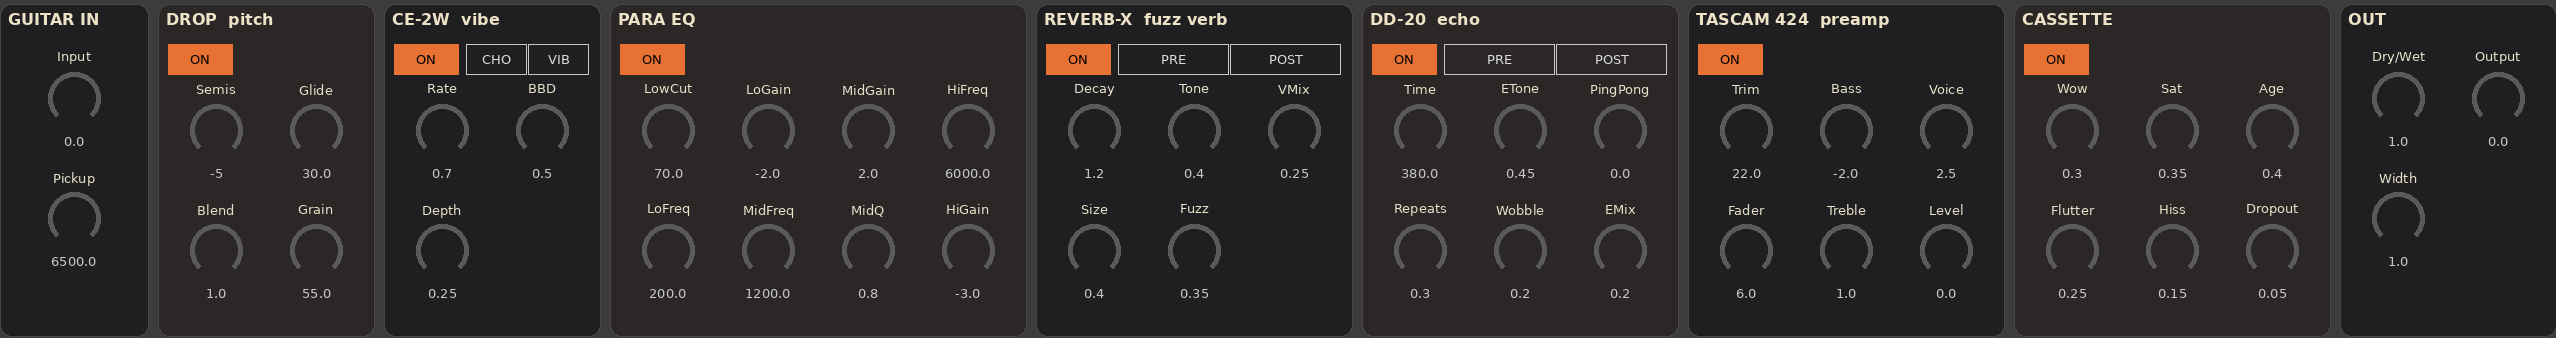 GUITAR IN
Input
0.0
Pickup
6500.0
DROP pitch
ON
Semis Glide
-5 30.0
Blend Grain
1.0 55.0
CE-2W vibe
ON CHO VIB
Rate BBD
0.7 0.5
Depth
0.25
PARA EQ
ON
LowCut LoGain MidGain HiFreq
70.0 -2.0 2.0 6000.0
LoFreq MidFreq MidQ HiGain
200.0 1200.0 0.8 -3.0
REVERB-X fuzz verb
ON PRE POST
Decay Tone VMix
1.2 0.4 0.25
Size Fuzz
0.4 0.35
DD-20 echo
ON PRE POST
Time ETone PingPong
380.0 0.45 0.0
Repeats Wobble EMix
0.3 0.2 0.2
TASCAM 424 preamp
ON
Trim Bass Voice
22.0 -2.0 2.5
Fader Treble Level
6.0 1.0 0.0
CASSETTE
ON
Wow Sat Age
0.3 0.35 0.4
Flutter Hiss Dropout
0.25 0.15 0.05
OUT
Dry/Wet Output
1.0 0.0
Width
1.0